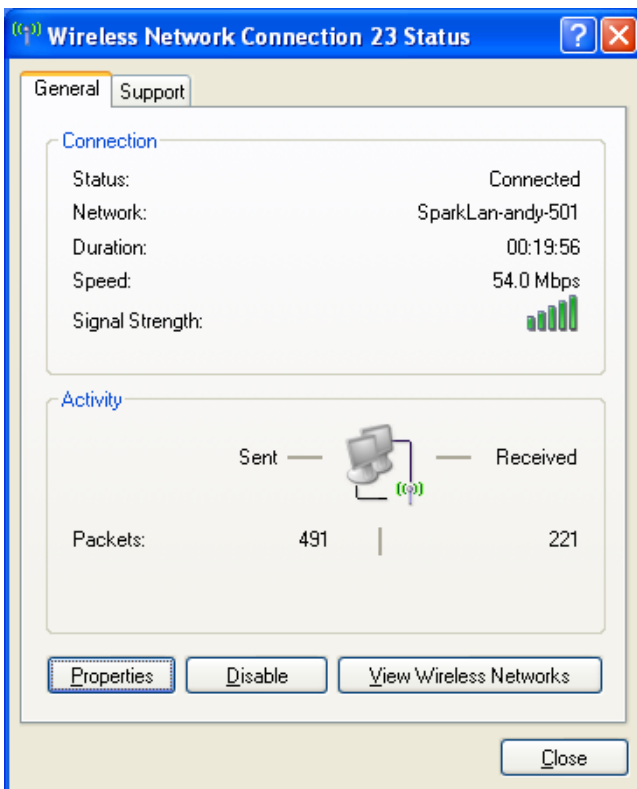 Wireless Network Connection 23 Status
General Support
Connection
Status: Connected
Network: SparkLan-andy-501
Duration: 00:19:56
Speed: 54.0 Mbps
Signal Strength:
Activity
Sent Received
Packets: 491 221
Properties Disable View Wireless Networks
Close